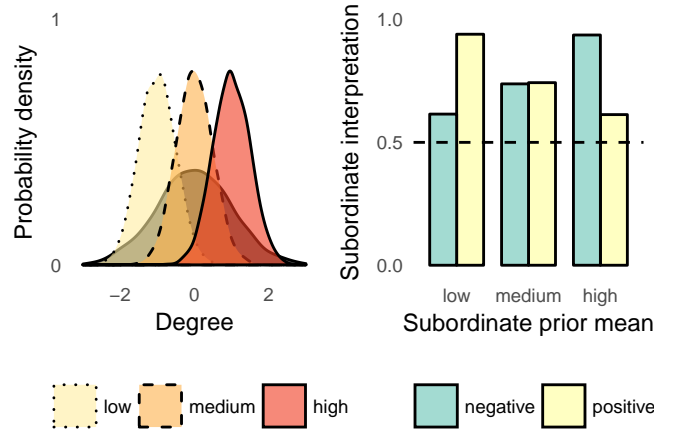 Probability density
1
0
−2
0
2
Degree
low
medium
high
Subordinate interpretation
1.0
0.5
0.0
low
medium
high
Subordinate prior mean
negative
positive